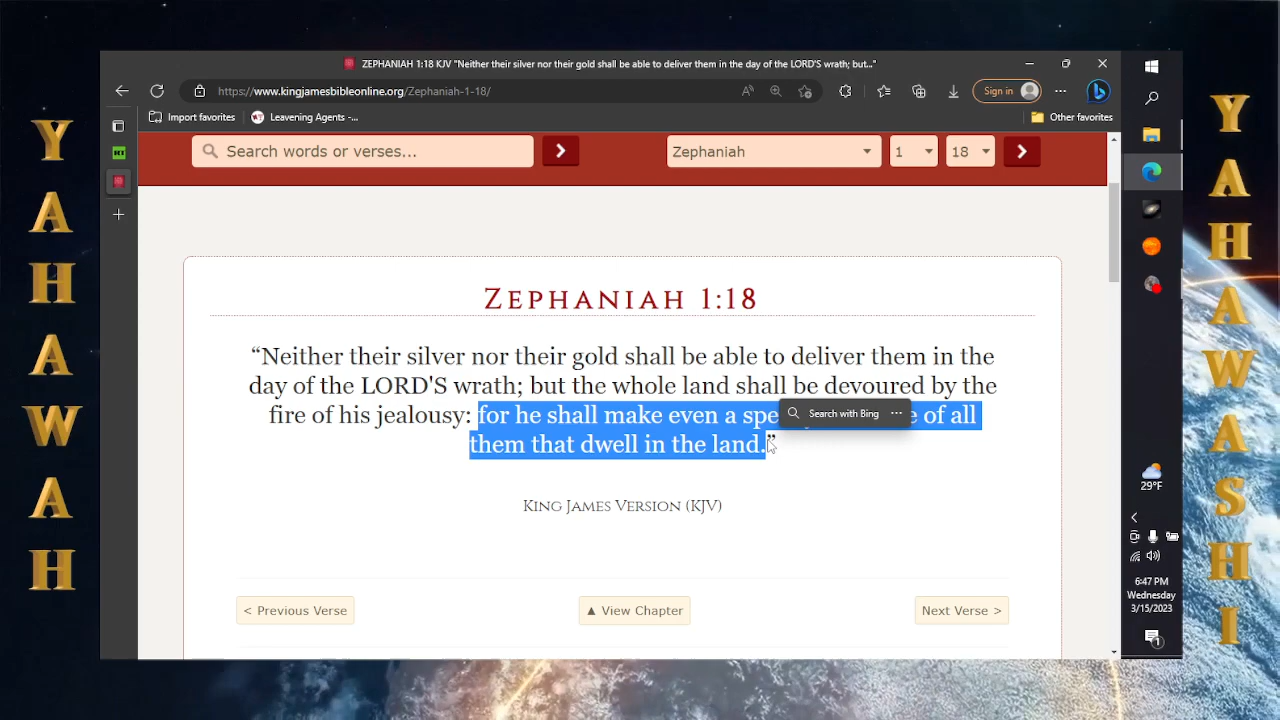 YAHAWAH
ZEPHANIAH 1:18 KJV "Neither their silver nor their gold shall be able to deliver them in the day of the LORD'S wrath; but..."
https://www.kingjamesbibleonline.org/Zephaniah-1-18/
Sign in
Import favorites
Leavening Agents -...
Other favorites
Search words or verses...
Zephaniah
1
18
ZEPHANIAH 1:18
“Neither their silver nor their gold shall be able to deliver them in the
day of the LORD'S wrath; but the whole land shall be devoured by the
fire of his jealousy: for he shall make even a of all
them that dwell in the land.”
Search with Bing
King James Version (KJV)
< Previous Verse
▲ View Chapter
Next Verse >
29°F
6:47 PM
Wednesday
3/15/2023
1
YAHAWASHI